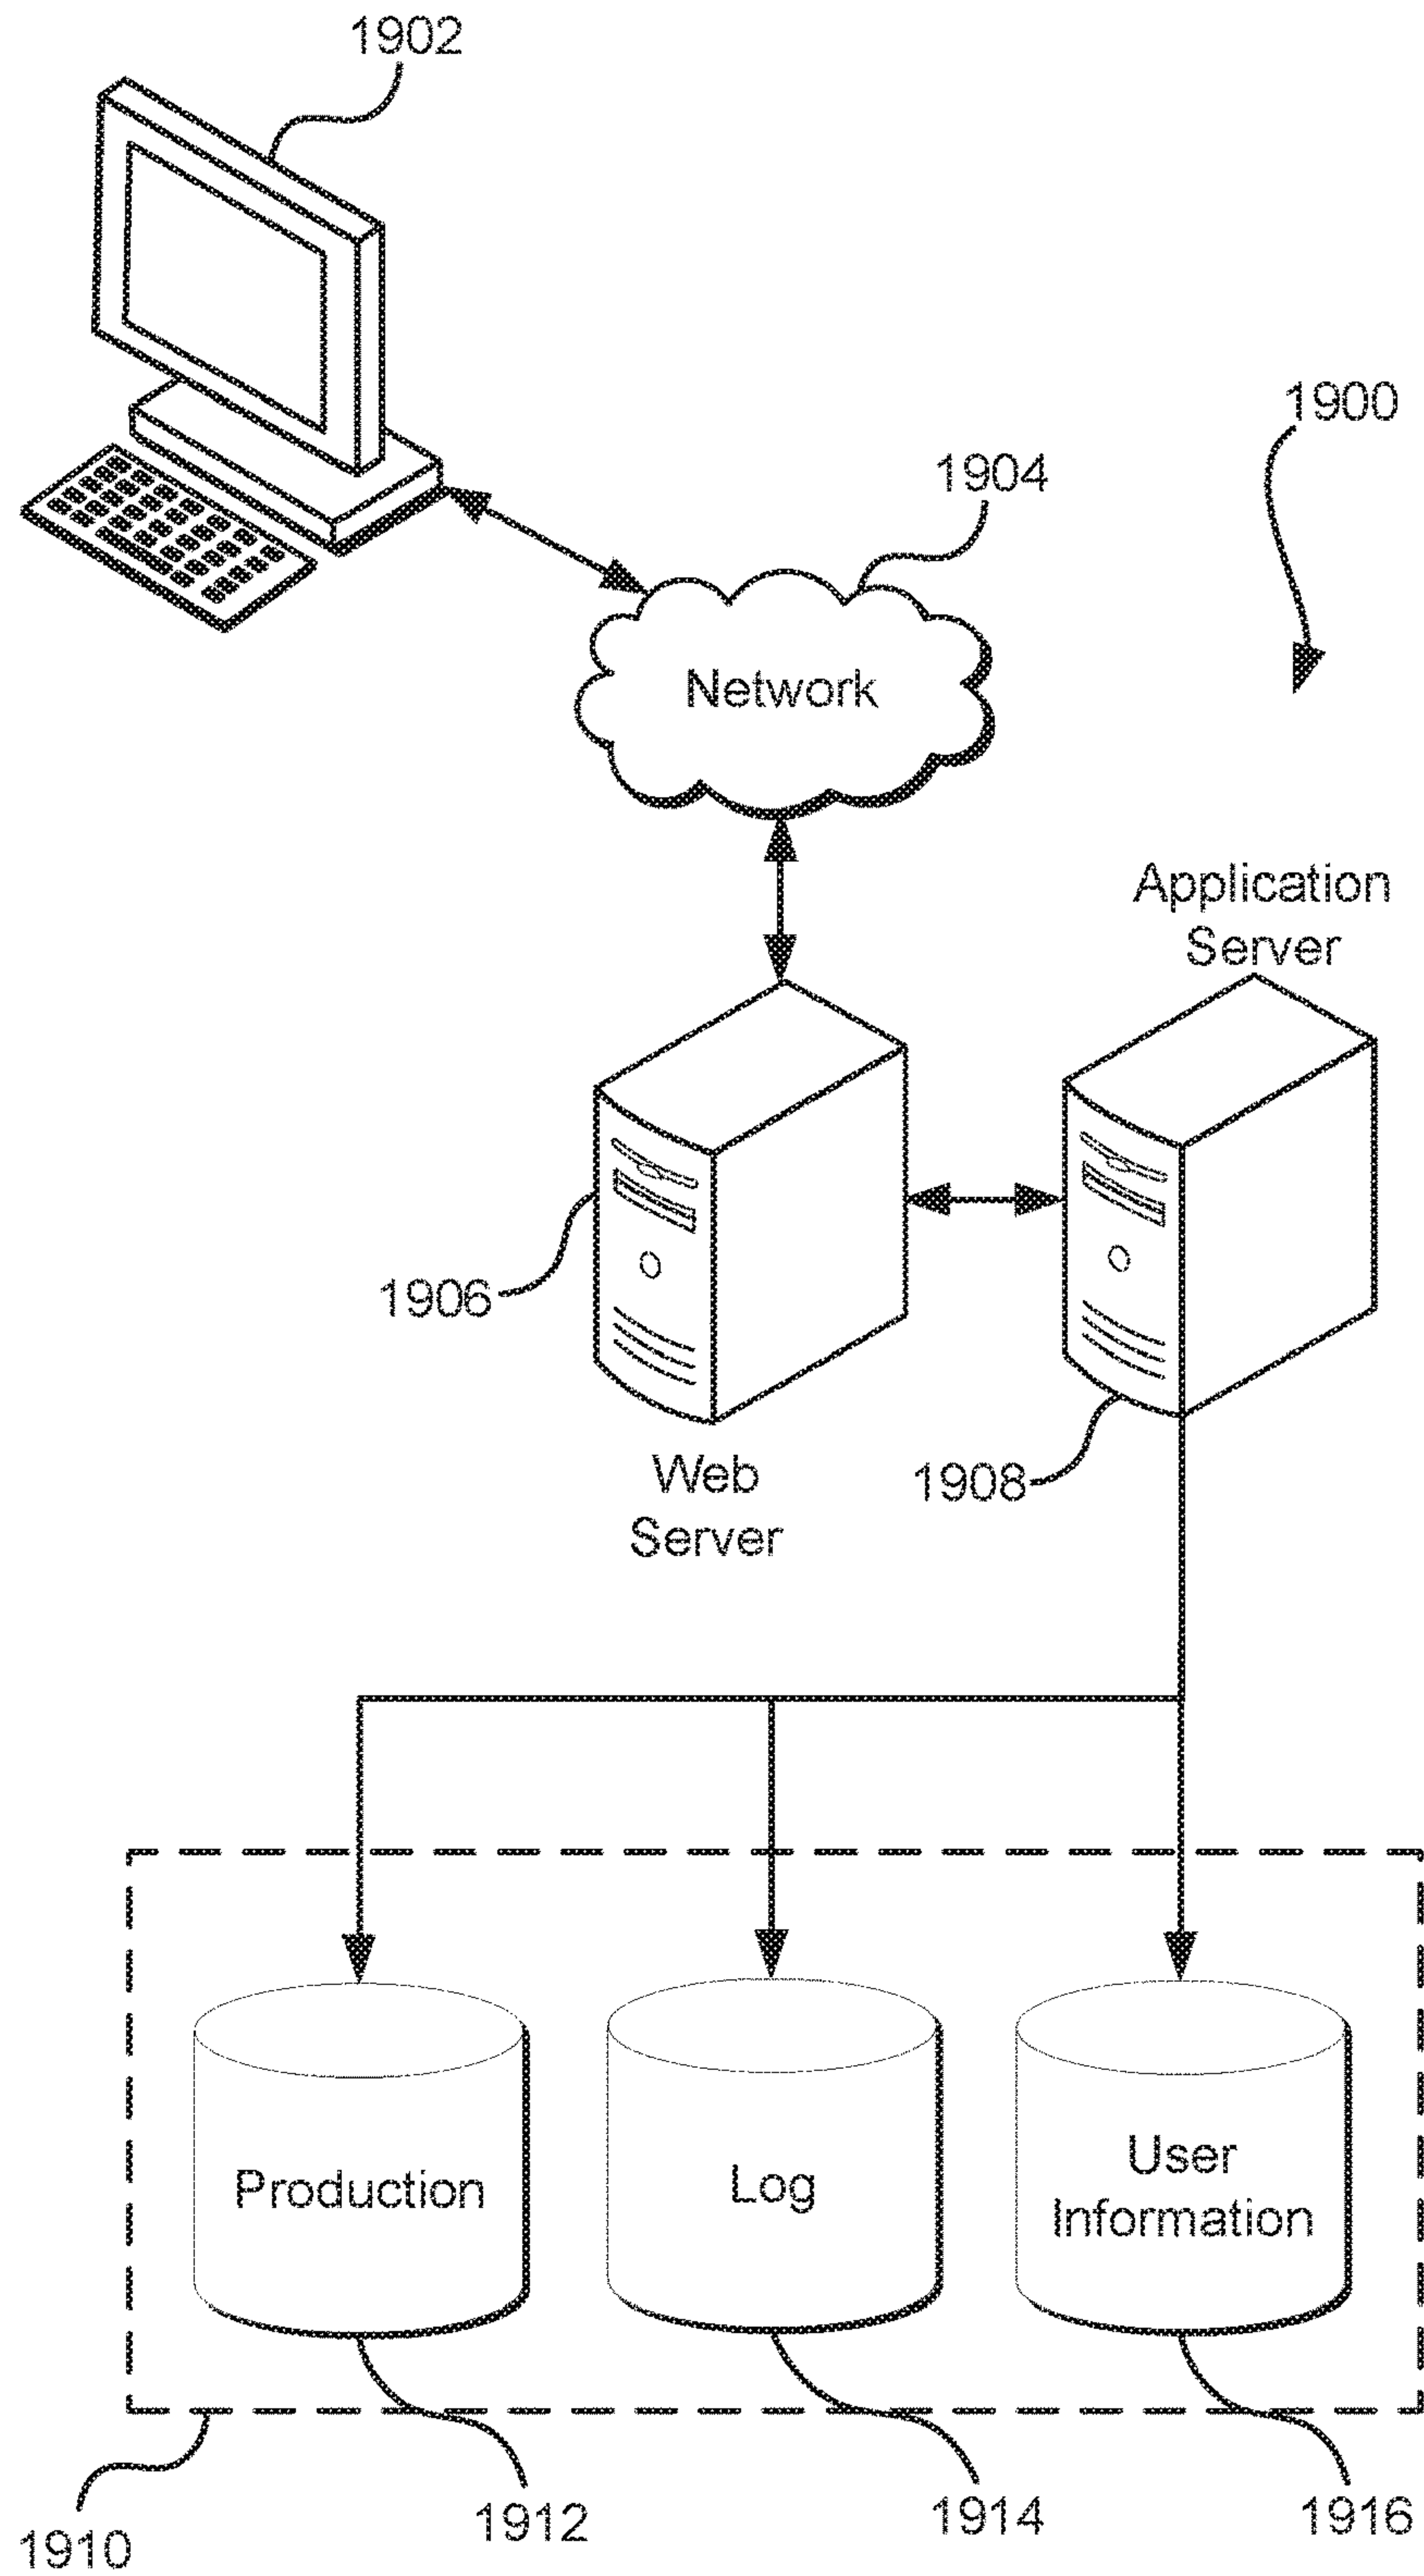 1902
1900
1904
Network
Application
Server
1906
Web
Server
1908
Production
Log
User
Information
1910
1912
1914
1916